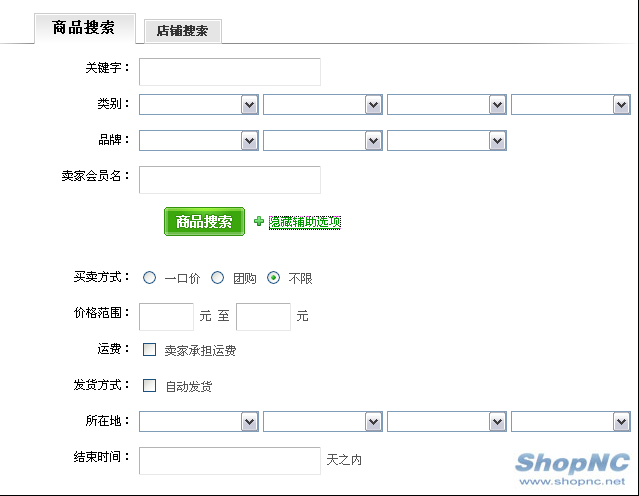 商品搜索 店铺搜索
关键字：
类别：
品牌：
卖家会员名：
商品搜索 隐藏辅助选项
买卖方式： 一口价 团购 不限
价格范围： 元 至 元
运费： 卖家承担运费
发货方式： 自动发货
所在地：
结束时间： 天之内
ShopNC
www.shopnc.net